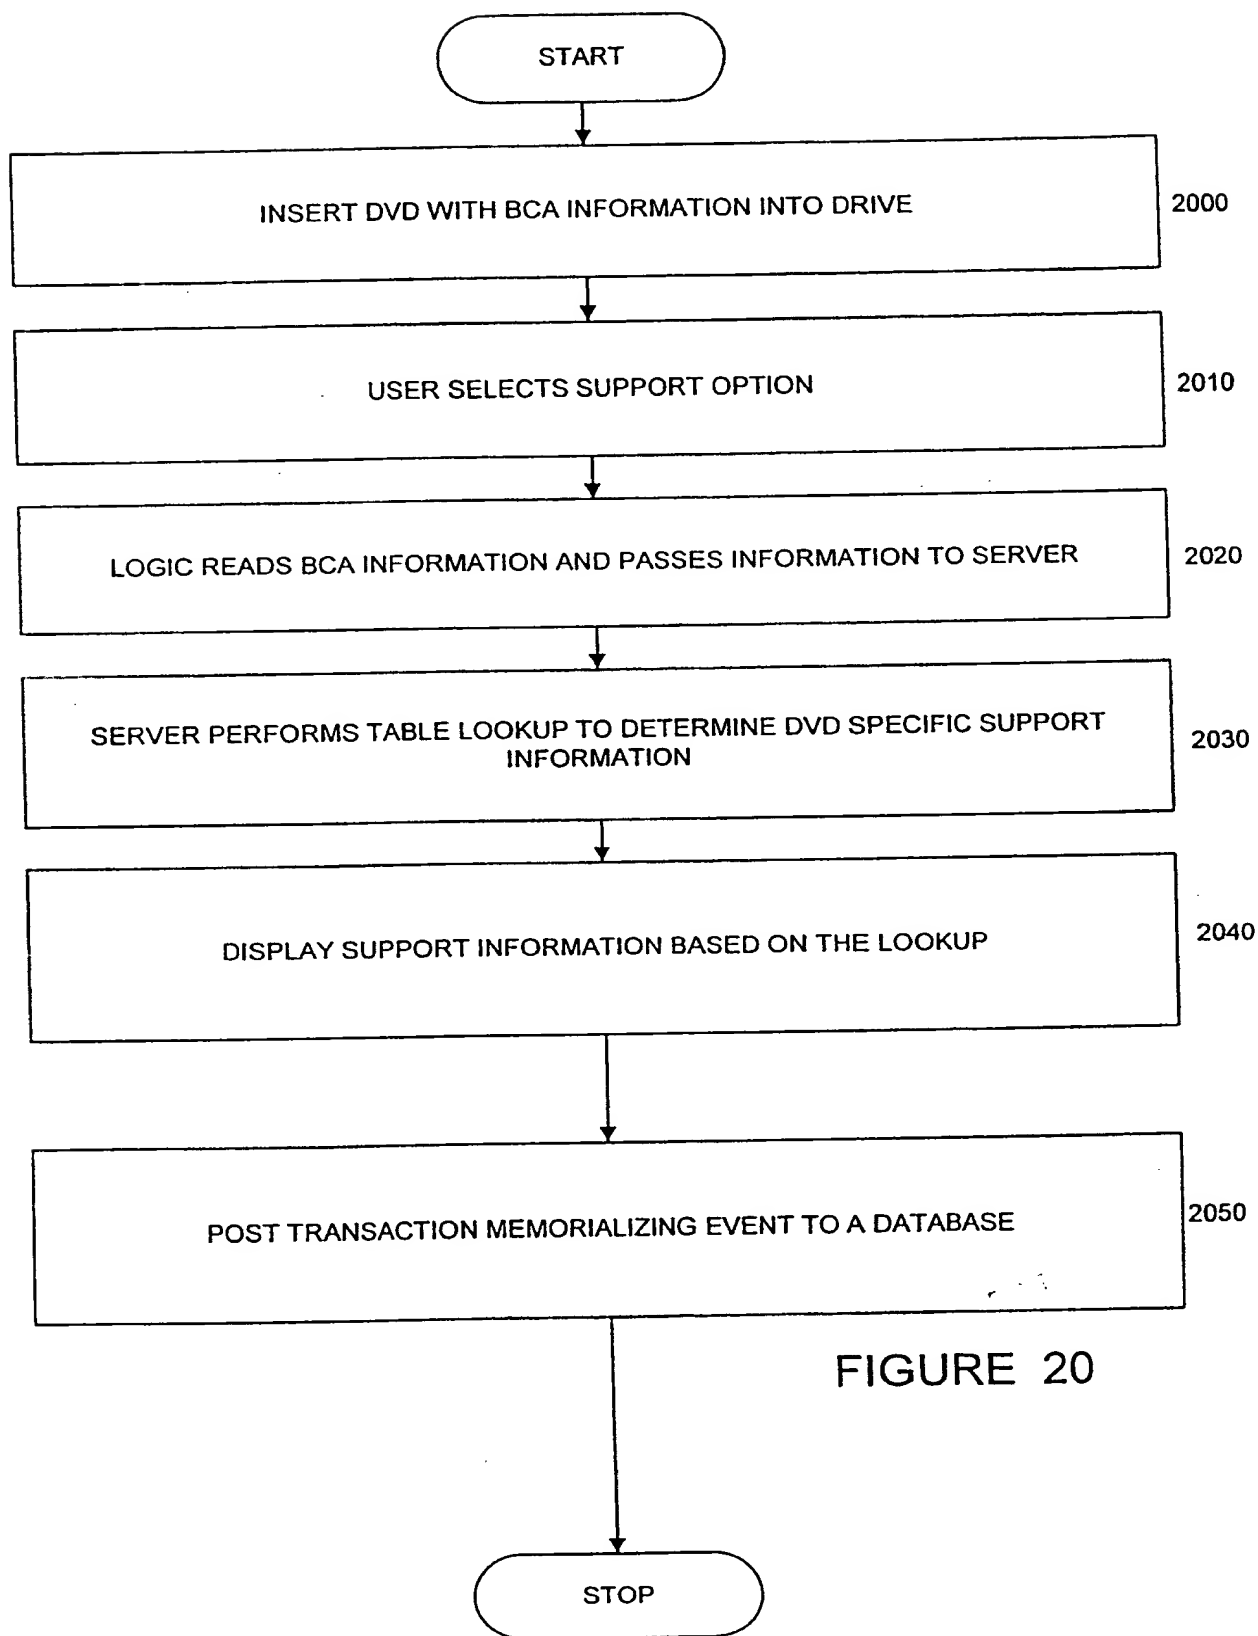 START
INSERT DVD WITH BCA INFORMATION INTO DRIVE
2000
USER SELECTS SUPPORT OPTION
2010
LOGIC READS BCA INFORMATION AND PASSES INFORMATION TO SERVER
2020
SERVER PERFORMS TABLE LOOKUP TO DETERMINE DVD SPECIFIC SUPPORT
INFORMATION
2030
DISPLAY SUPPORT INFORMATION BASED ON THE LOOKUP
2040
POST TRANSACTION MEMORIALIZING EVENT TO A DATABASE
2050
FIGURE 20
STOP